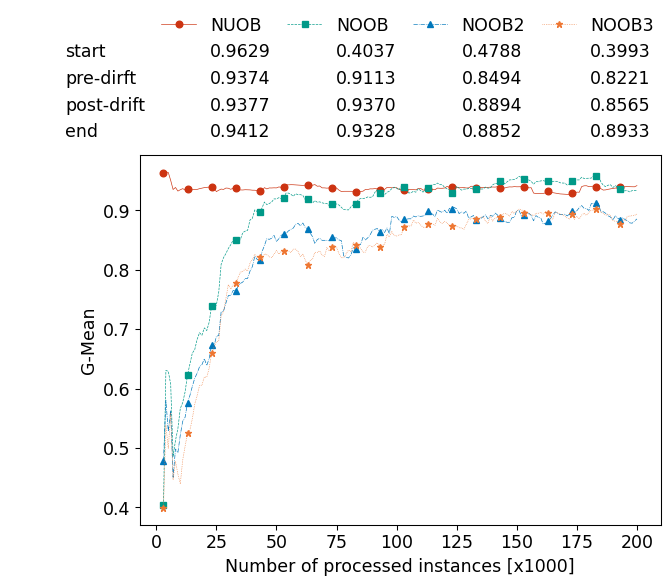 NUOB NOOB NOOB2 NOOB3
start 0.9629 0.4037 0.4788 0.3993
pre-dirft 0.9374 0.9113 0.8494 0.8221
post-drift 0.9377 0.9370 0.8894 0.8565
end 0.9412 0.9328 0.8852 0.8933
0.9
0.8
0.7
0.6
0.5
0.4
G-Mean
0 25 50 75 100 125 150 175 200
Number of processed instances [x1000]